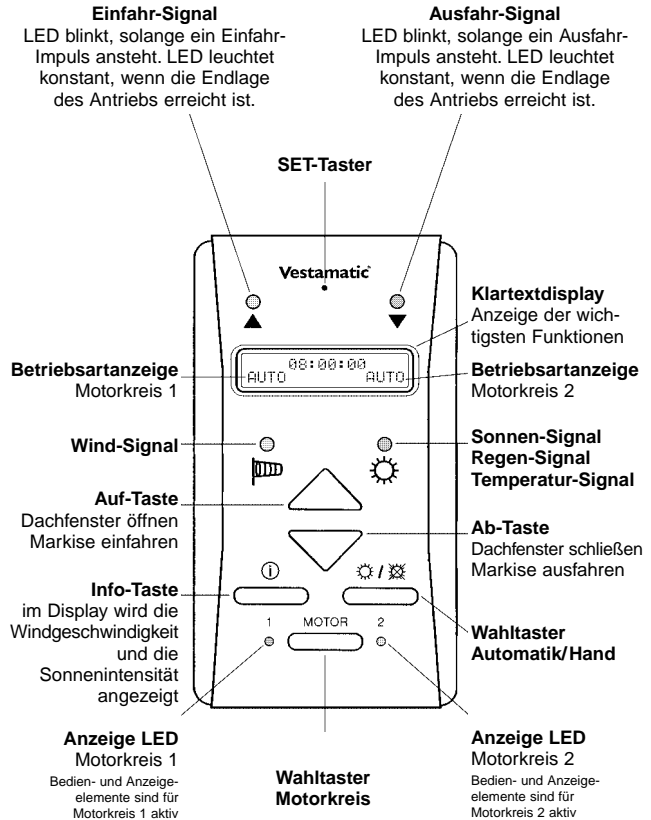 Einfahr-Signal
LED blinkt, solange ein Einfahr-
Impuls ansteht. LED leuchtet
konstant, wenn die Endlage
des Antriebs erreicht ist.
Ausfahr-Signal
LED blinkt, solange ein Ausfahr-
Impuls ansteht. LED leuchtet
konstant, wenn die Endlage
des Antriebs erreicht ist.
SET-Taster
Vestamatic
Klartextdisplay
Anzeige der wich-
tigsten Funktionen
08:00:00
AUTO AUTO
Betriebsartanzeige
Motorkreis 1
Betriebsartanzeige
Motorkreis 2
Wind-Signal
Sonnen-Signal
Regen-Signal
Temperatur-Signal
Auf-Taste
Dachfenster öffnen
Markise einfahren
Ab-Taste
Dachfenster schließen
Markise ausfahren
i
/
Info-Taste
im Display wird die
Windgeschwindigkeit
und die
Sonnenintensität
angezeigt
1 MOTOR 2
Wahltaster
Automatik/Hand
Anzeige LED
Motorkreis 1
Bedien- und Anzeige-
elemente sind für
Motorkreis 1 aktiv
Wahltaster
Motorkreis
Anzeige LED
Motorkreis 2
Bedien- und Anzeige-
elemente sind für
Motorkreis 2 aktiv